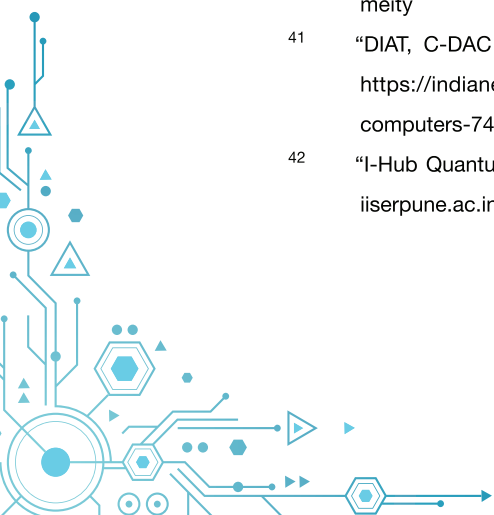 meity
41 “DIAT, C-DAC
https://indiane
computers-74
42 “I-Hub Quantu
iiserpune.ac.in